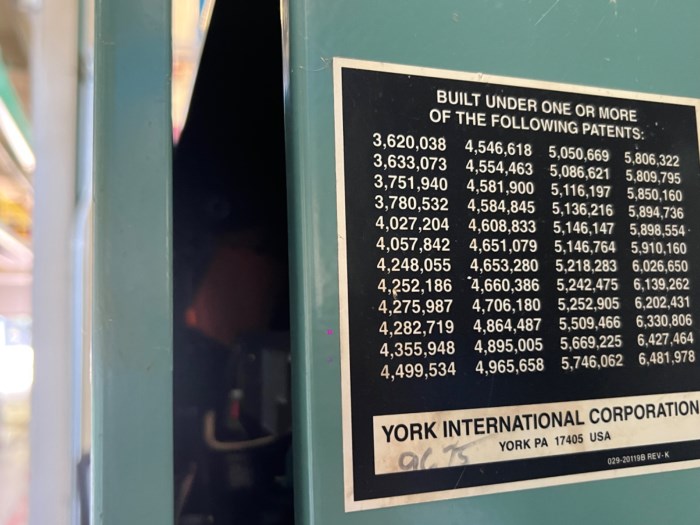 BUILT UNDER ONE OR MORE
OF THE FOLLOWING PATENTS:
3,620,038 4,546,618 5,050,669 5,806,322
3,633,073 4,554,463 5,086,621 5,809,795
3,751,940 4,581,900 5,116,197 5,850,160
3,780,532 4,584,845 5,136,216 5,894,736
4,027,204 4,608,833 5,146,147 5,898,554
4,057,842 4,651,079 5,146,764 5,910,160
4,248,055 4,653,280 5,218,283 6,026,650
4,252,186 4,660,386 5,242,475 6,139,262
4,275,987 4,706,180 5,252,905 6,202,431
4,282,719 4,864,487 5,509,466 6,330,806
4,355,948 4,895,005 5,669,225 6,427,464
4,499,534 4,965,658 5,746,062 6,481,978
YORK INTERNATIONAL CORPORATION
YORK PA 17405 USA
029-20119B REV- K